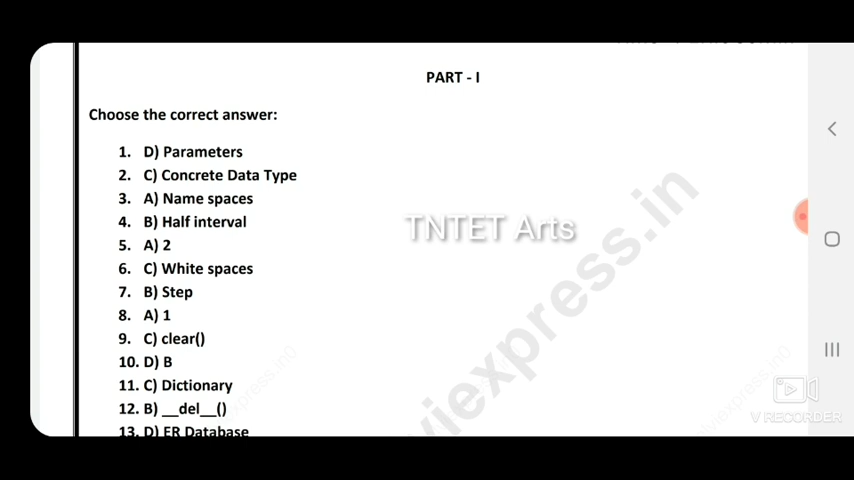 PART - I
Choose the correct answer:
1. D) Parameters
2. C) Concrete Data Type
3. A) Name spaces
TNTET Arts
4. B) Half interval
5. A) 2
6. C) White spaces
7. B) Step
8. A) 1
9. C) clear()
10. D) B
11. C) Dictionary
12. B) __del__()
13. D) ER Database
viexpress.in
V RECORDER